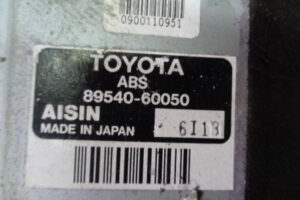 0900110951
TOYOTA
ABS
89540-60050
AISIN
MADE IN JAPAN 6I18